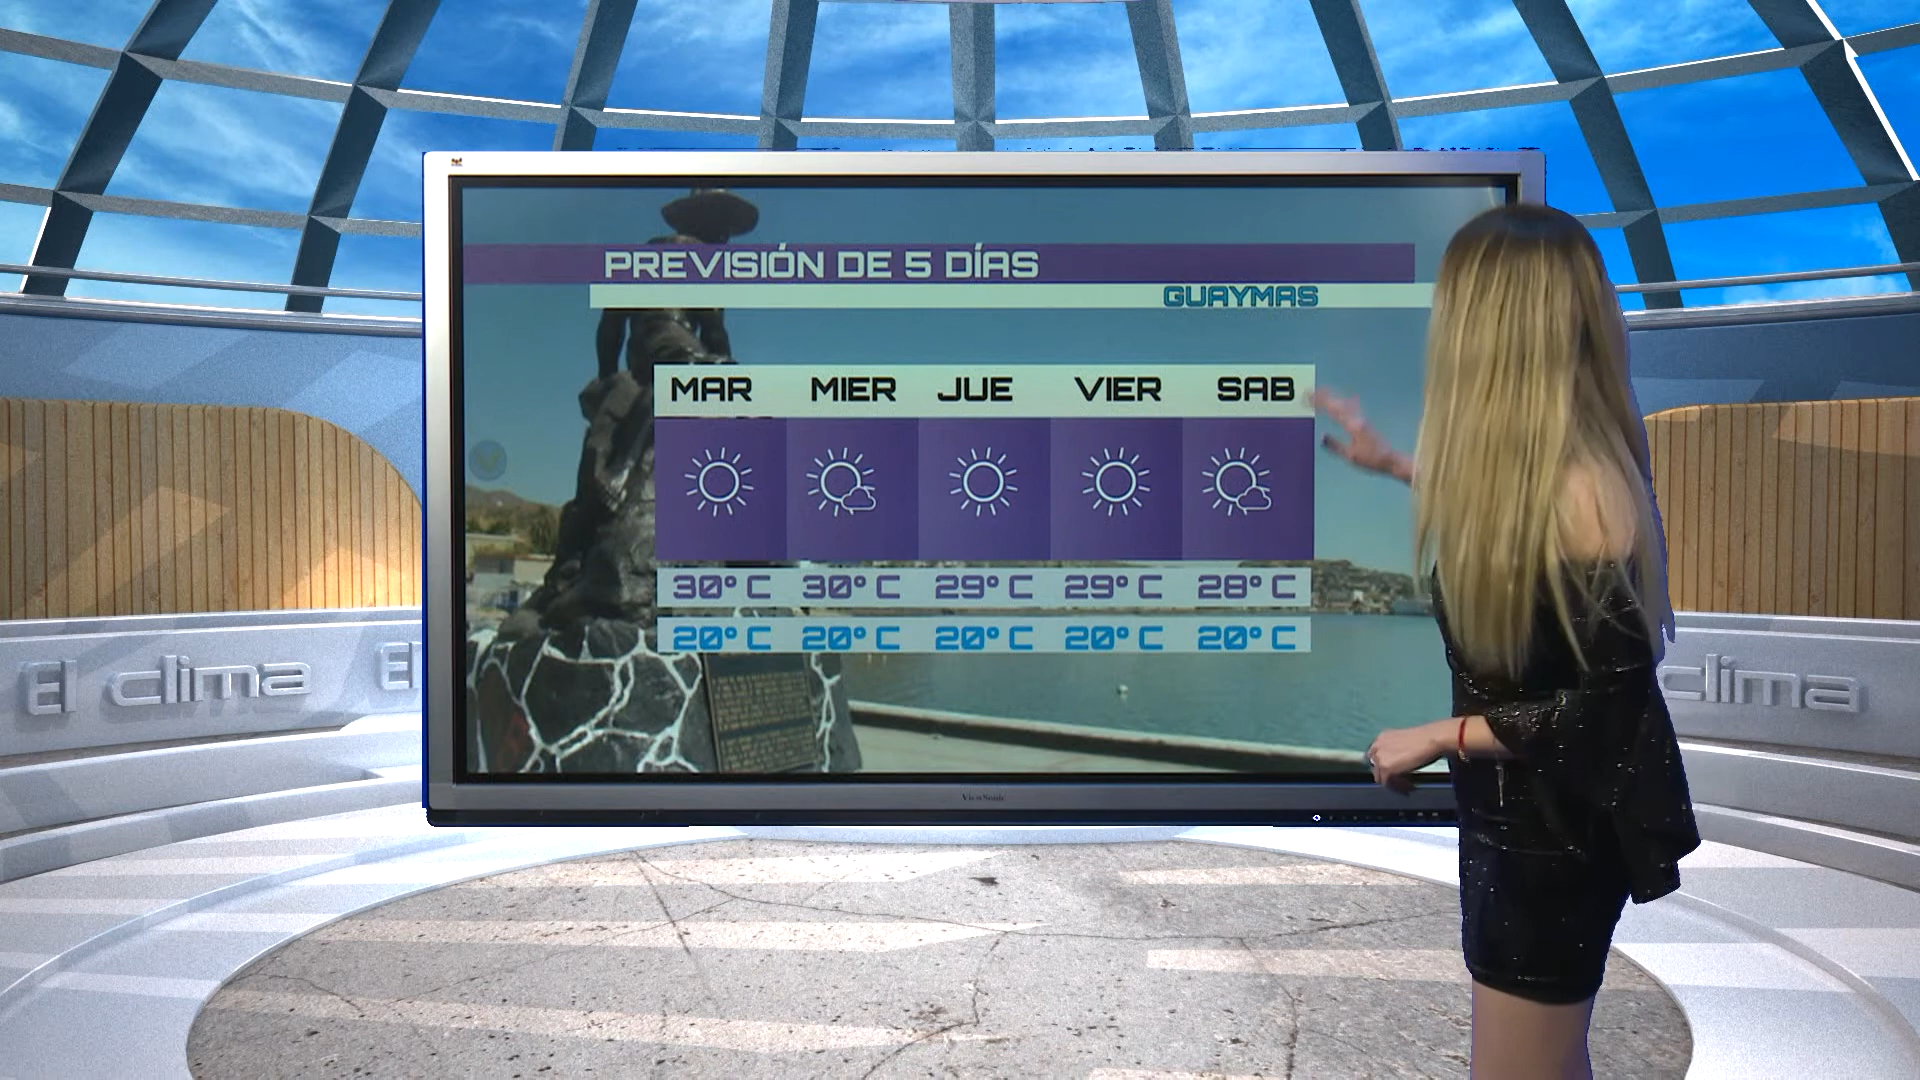 PREVISIÓN DE 5 DÍAS
GUAYMAS
MAR MIER JUE VIER SAB
30° C 30° C 29° C 29° C 28° C
20° C 20° C 20° C 20° C 20° C
El clima
El
clima
ViewSonic